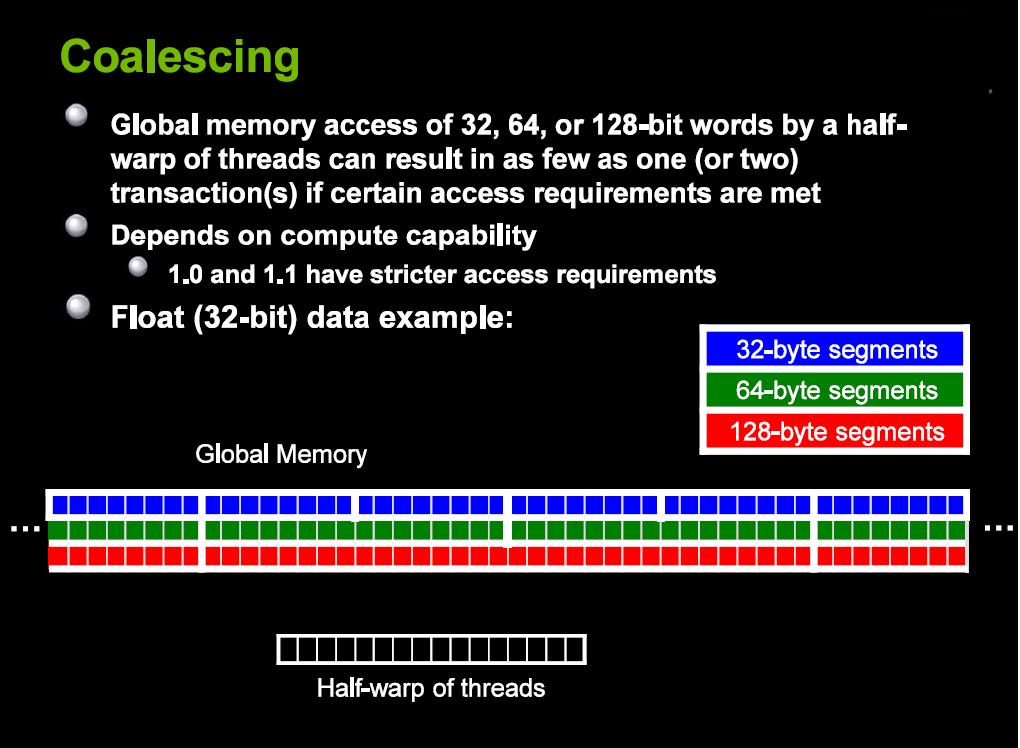 Coalescing
Global memory access of 32, 64, or 128-bit words by a half-
warp of threads can result in as few as one (or two)
transaction(s) if certain access requirements are met
Depends on compute capability
1.0 and 1.1 have stricter access requirements
Float (32-bit) data example:
32-byte segments
64-byte segments
128-byte segments
Global Memory
... ...
Half-warp of threads